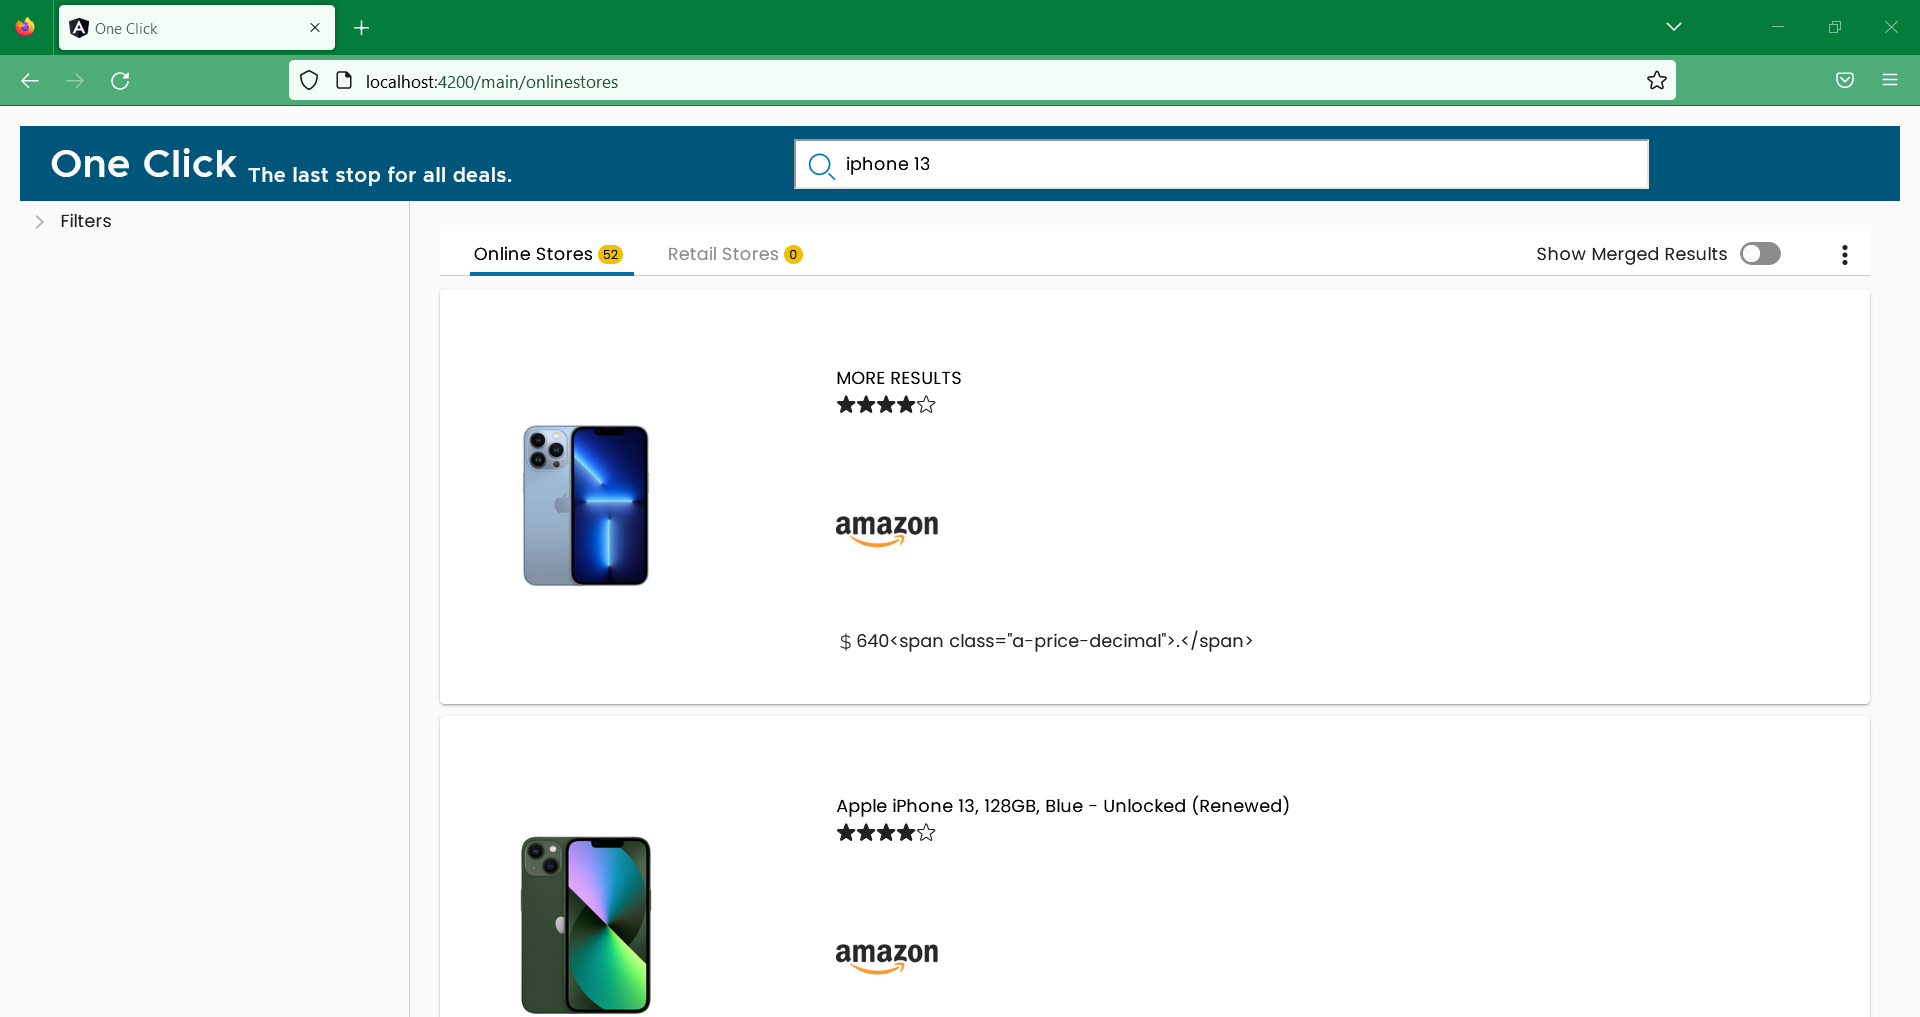 One Click
localhost:4200/main/onlinestores
One Click The last stop for all deals.
iphone 13
Filters
Online Stores 52
Retail Stores 0
Show Merged Results
MORE RESULTS
amazon
$ 640<span class="a-price-decimal">.</span>
Apple iPhone 13, 128GB, Blue - Unlocked (Renewed)
amazon